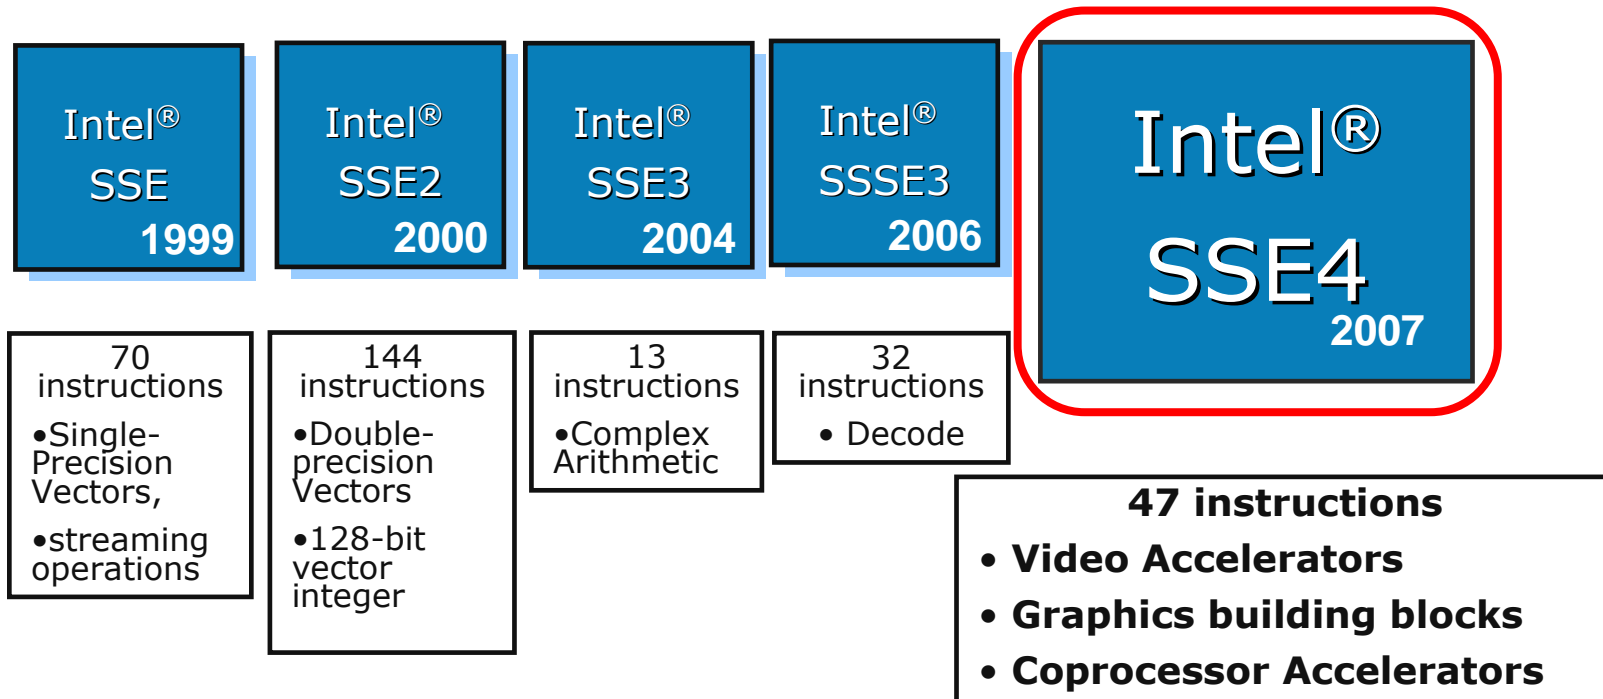 Intel®
SSE
1999
Intel®
SSE2
2000
Intel®
SSE3
2004
Intel®
SSSE3
2006
Intel®
SSE4
2007
70
instructions
•Single-
Precision
Vectors,
•streaming
operations
144
instructions
•Double-
precision
Vectors
•128-bit
vector
integer
13
instructions
•Complex
Arithmetic
32
instructions
• Decode
47 instructions
• Video Accelerators
• Graphics building blocks
• Coprocessor Accelerators